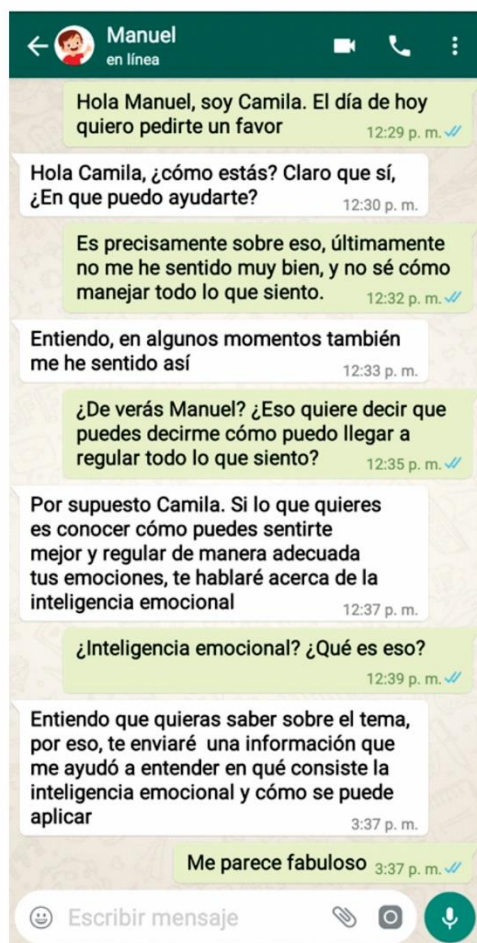 Manuel
en línea
Hola Manuel, soy Camila. El día de hoy
quiero pedirte un favor
12:29 p. m.
Hola Camila, ¿cómo estás? Claro que sí,
¿En que puedo ayudarte?
12:30 p. m.
Es precisamente sobre eso, últimamente
no me he sentido muy bien, y no sé cómo
manejar todo lo que siento.
12:32 p. m.
Entiendo, en algunos momentos también
me he sentido así
12:33 p. m.
¿De verás Manuel? ¿Eso quiere decir que
puedes decirme cómo puedo llegar a
regular todo lo que siento?
12:35 p. m.
Por supuesto Camila. Si lo que quieres
es conocer cómo puedes sentirte
mejor y regular de manera adecuada
tus emociones, te hablaré acerca de la
inteligencia emocional
12:37 p. m.
¿Inteligencia emocional? ¿Qué es eso?
12:39 p. m.
Entiendo que quieras saber sobre el tema,
por eso, te enviaré una información que
me ayudó a entender en qué consiste la
inteligencia emocional y cómo se puede
aplicar
3:37 p. m.
Me parece fabuloso 3:37 p. m.
Escribir mensaje